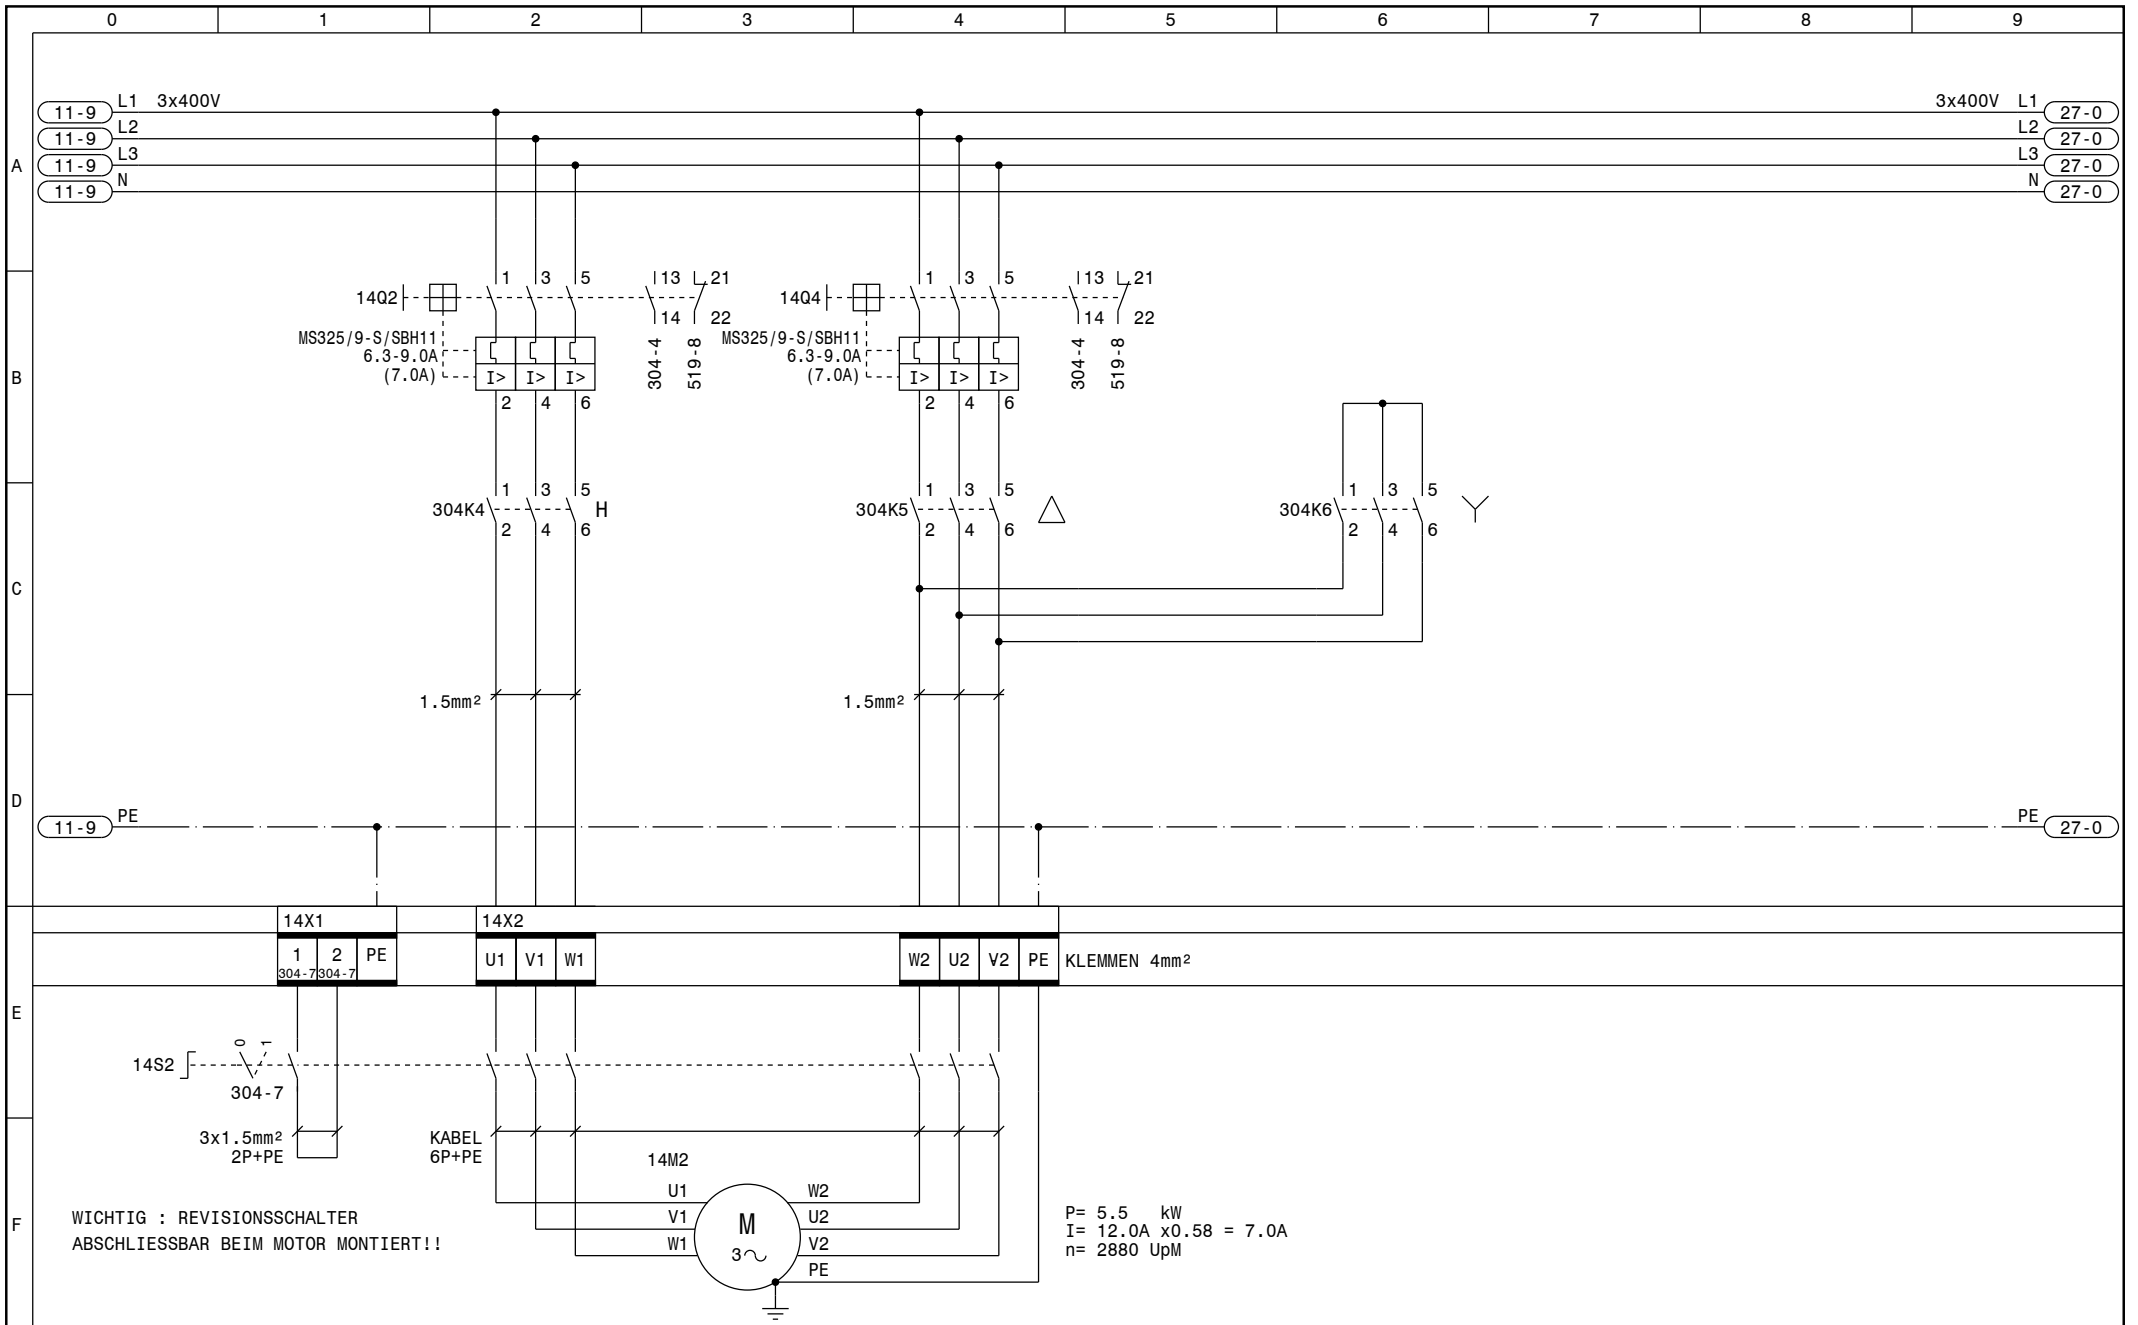 0 1 2 3 4 5 6 7 8 9
L1 3x400V 3x400V L1
11-9 27-0
L2 L2
11-9 27-0
L3 L3
A 11-9 27-0
N N
11-9 27-0
1 3 5 13 21 1 3 5 13 21
14Q2 14Q4
14 22 14 22
MS325/9-S/SBH11 MS325/9-S/SBH11
6.3-9.0A 304-4 519-8 6.3-9.0A 304-4 519-8
(7.0A) I> I> I> (7.0A) I> I> I>
B
2 4 6 2 4 6
1 3 5 1 3 5 1 3 5
304K4 H 304K5 304K6
2 4 6 2 4 6 2 4 6
C
1.5mm² 1.5mm²
D
PE PE
11-9 27-0
14X1 14X2
1 2 PE U1 V1 W1 W2 U2 V2 PE KLEMMEN 4mm²
304-7 304-7
E
0 1
14S2
304-7
3x1.5mm² KABEL
2P+PE 6P+PE
14M2
U1 W2
V1 U2
W1 V2
PE
M
3
F
WICHTIG : REVISIONSSCHALTER
ABSCHLIESSBAR BEIM MOTOR MONTIERT!!
P= 5.5 kW
I= 12.0A x0.58 = 7.0A
n= 2880 UpM